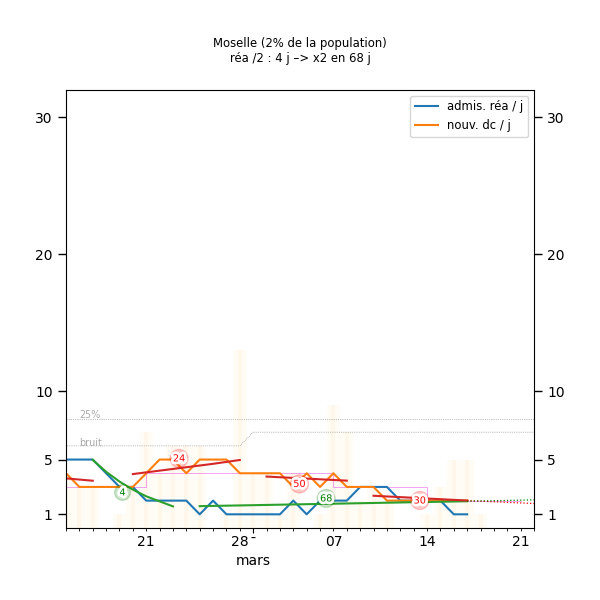 Moselle (2% de la population)
réa /2 : 4 j –> x2 en 68 j
admis. réa / j
nouv. dc / j
30 30
20 20
10 10
25%
bruit
5 5
24
4
50
68
30
1 1
21 28 07 14 21
mars